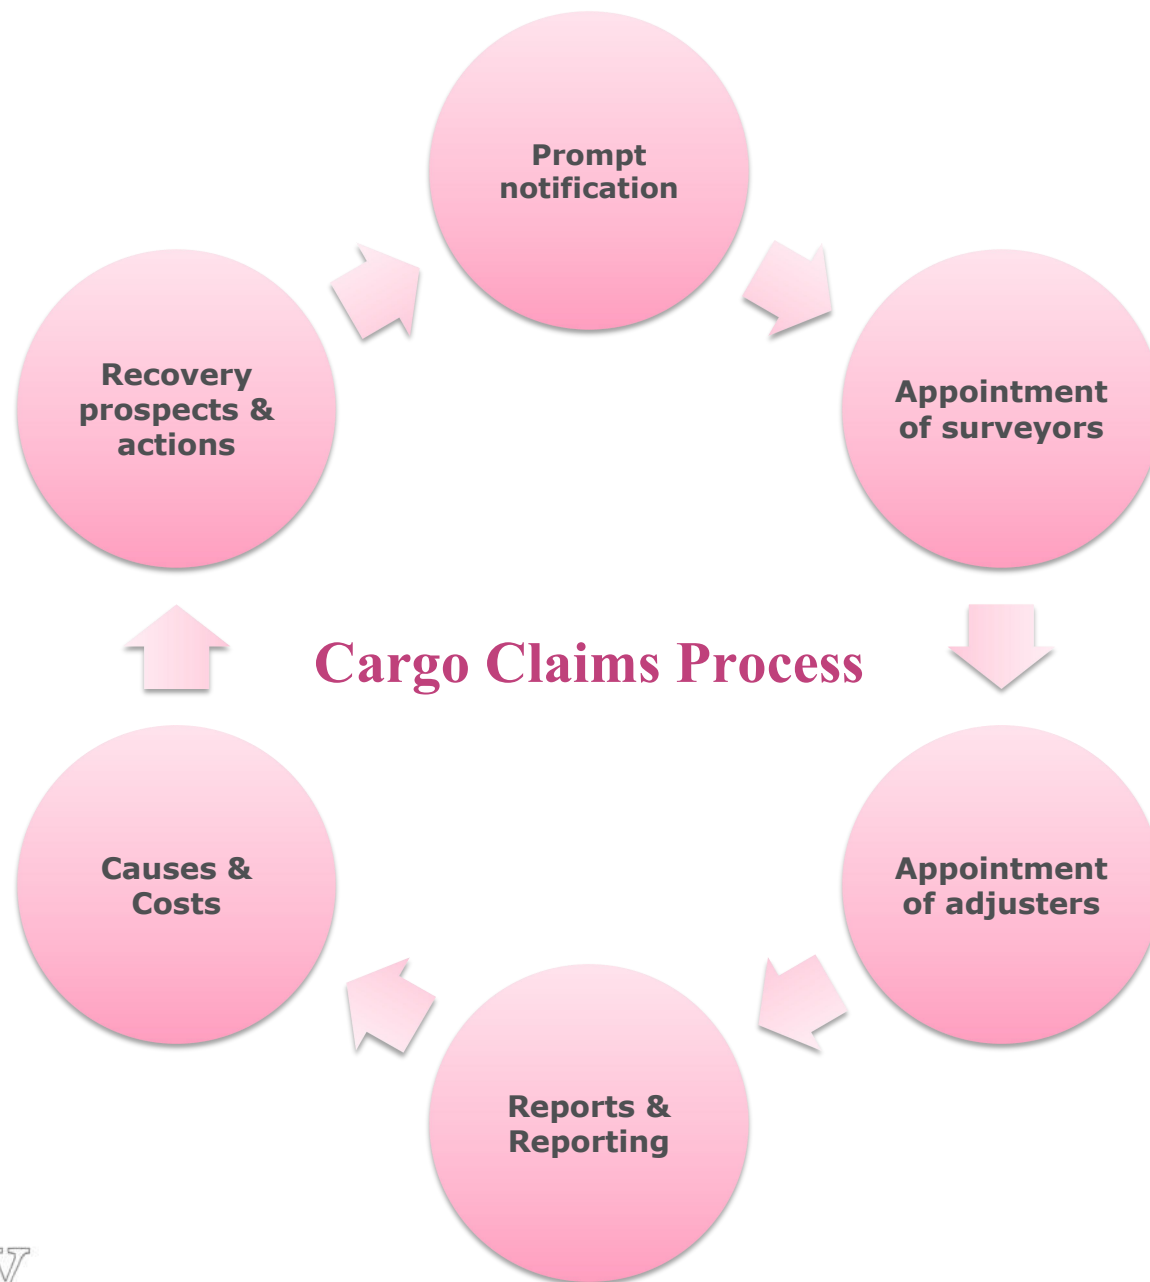 Prompt
notification
Appointment
of surveyors
Appointment
of adjusters
Reports &
Reporting
Causes &
Costs
Recovery
prospects &
actions
Cargo Claims Process